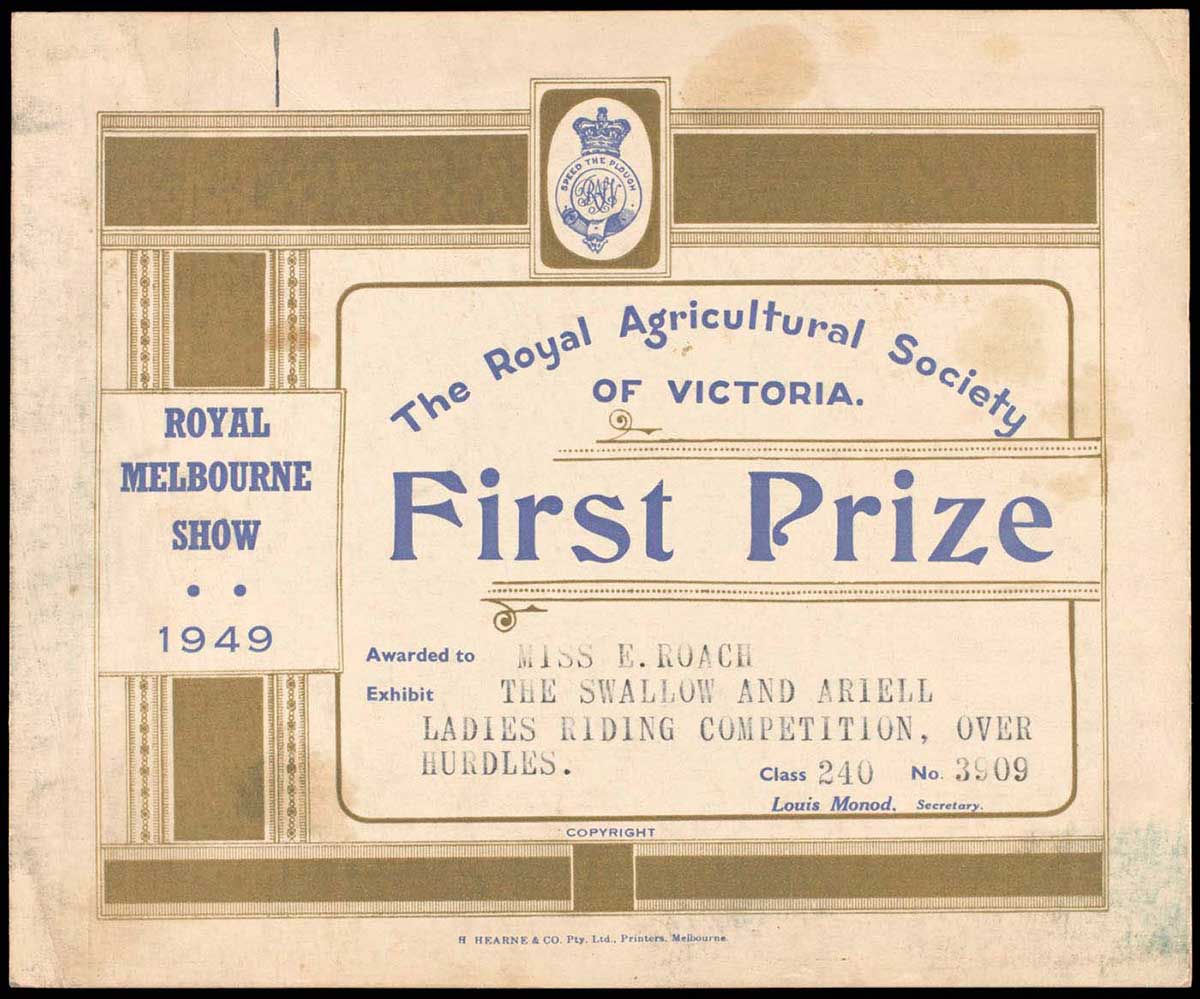 SPEED THE PLOUGH
The Royal Agricultural Society
OF VICTORIA.
ROYAL
MELBOURNE
SHOW
1949
First Prize
Awarded to MISS E. ROACH
Exhibit THE SWALLOW AND ARIELL
LADIES RIDING COMPETITION, OVER
HURDLES.
Class 240 No. 3909
Louis Monod, Secretary.
COPYRIGHT
H HEARNE & CO. Pty. Ltd., Printers, Melbourne.